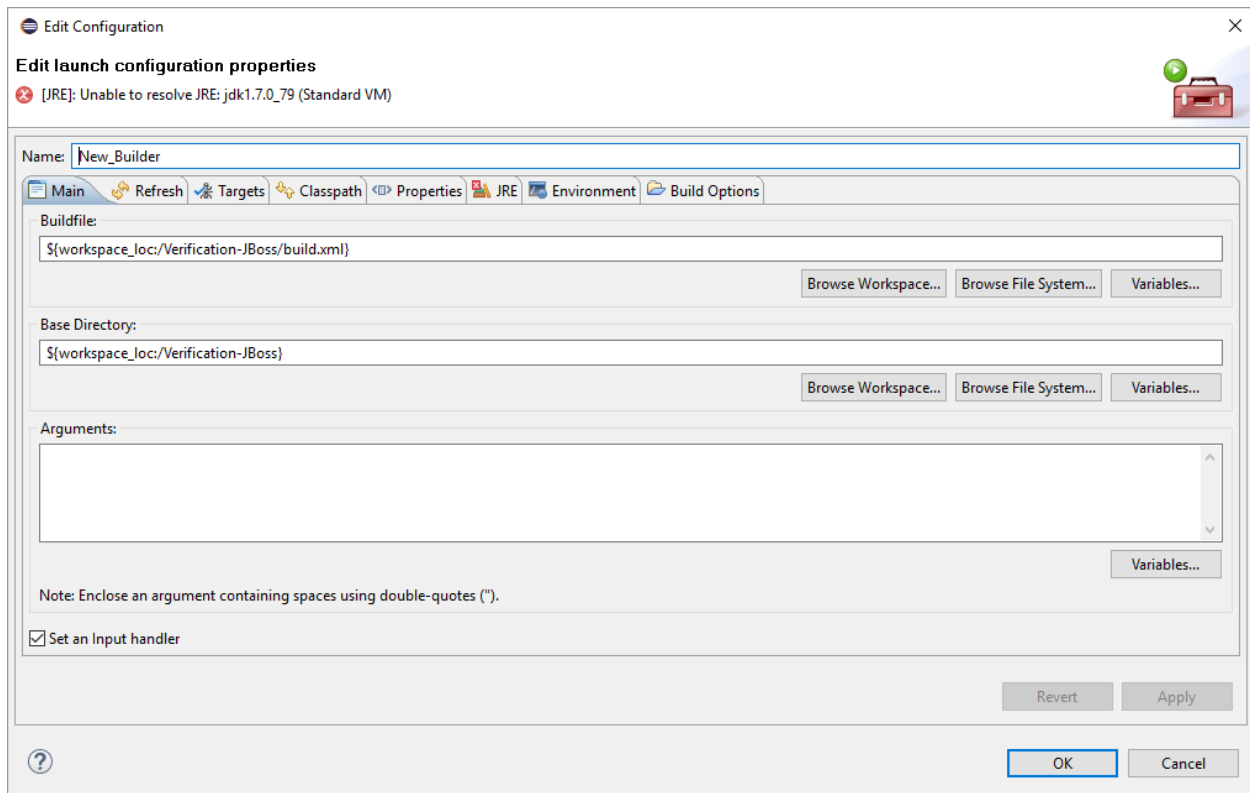 Edit Configuration
Edit launch configuration properties
[JRE]: Unable to resolve JRE: jdk1.7.0_79 (Standard VM)
Name: New_Builder
Main Refresh Targets Classpath Properties JRE Environment Build Options
Buildfile:
${workspace_loc:/Verification-JBoss/build.xml}
Browse Workspace... Browse File System... Variables...
Base Directory:
${workspace_loc:/Verification-JBoss}
Browse Workspace... Browse File System... Variables...
Arguments:
Variables...
Note: Enclose an argument containing spaces using double-quotes (").
Set an Input handler
Revert Apply
OK Cancel